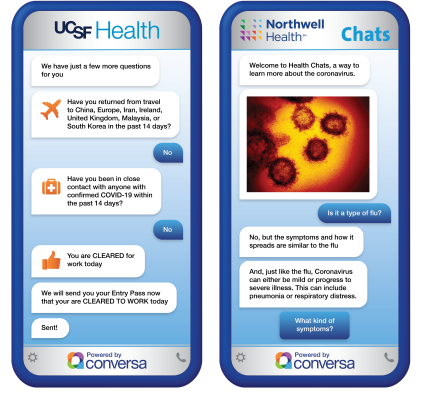 UCSF Health
We have just a few more questions
for you
Have you returned from travel
to China, Europe, Iran, Ireland,
United Kingdom, Malaysia, or
South Korea in the past 14 days?
No
Have you been in close
contact with anyone with
confirmed COVID-19 within
the past 14 days?
No
You are CLEARED for
work today
We will send you your Entry Pass now
that your are CLEARED TO WORK today
Sent!
Powered by
conversa
Northwell
Health℠
Chats
Welcome to Health Chats, a way to
learn more about the coronavirus.
Is it a type of flu?
No, but the symptoms and how it
spreads are similar to the flu
And, just like the flu, Coronavirus
can either be mild or progress to
severe illness. This can include
pneumonia or respiratory distress.
What kind of
symptoms?
Powered by
conversa